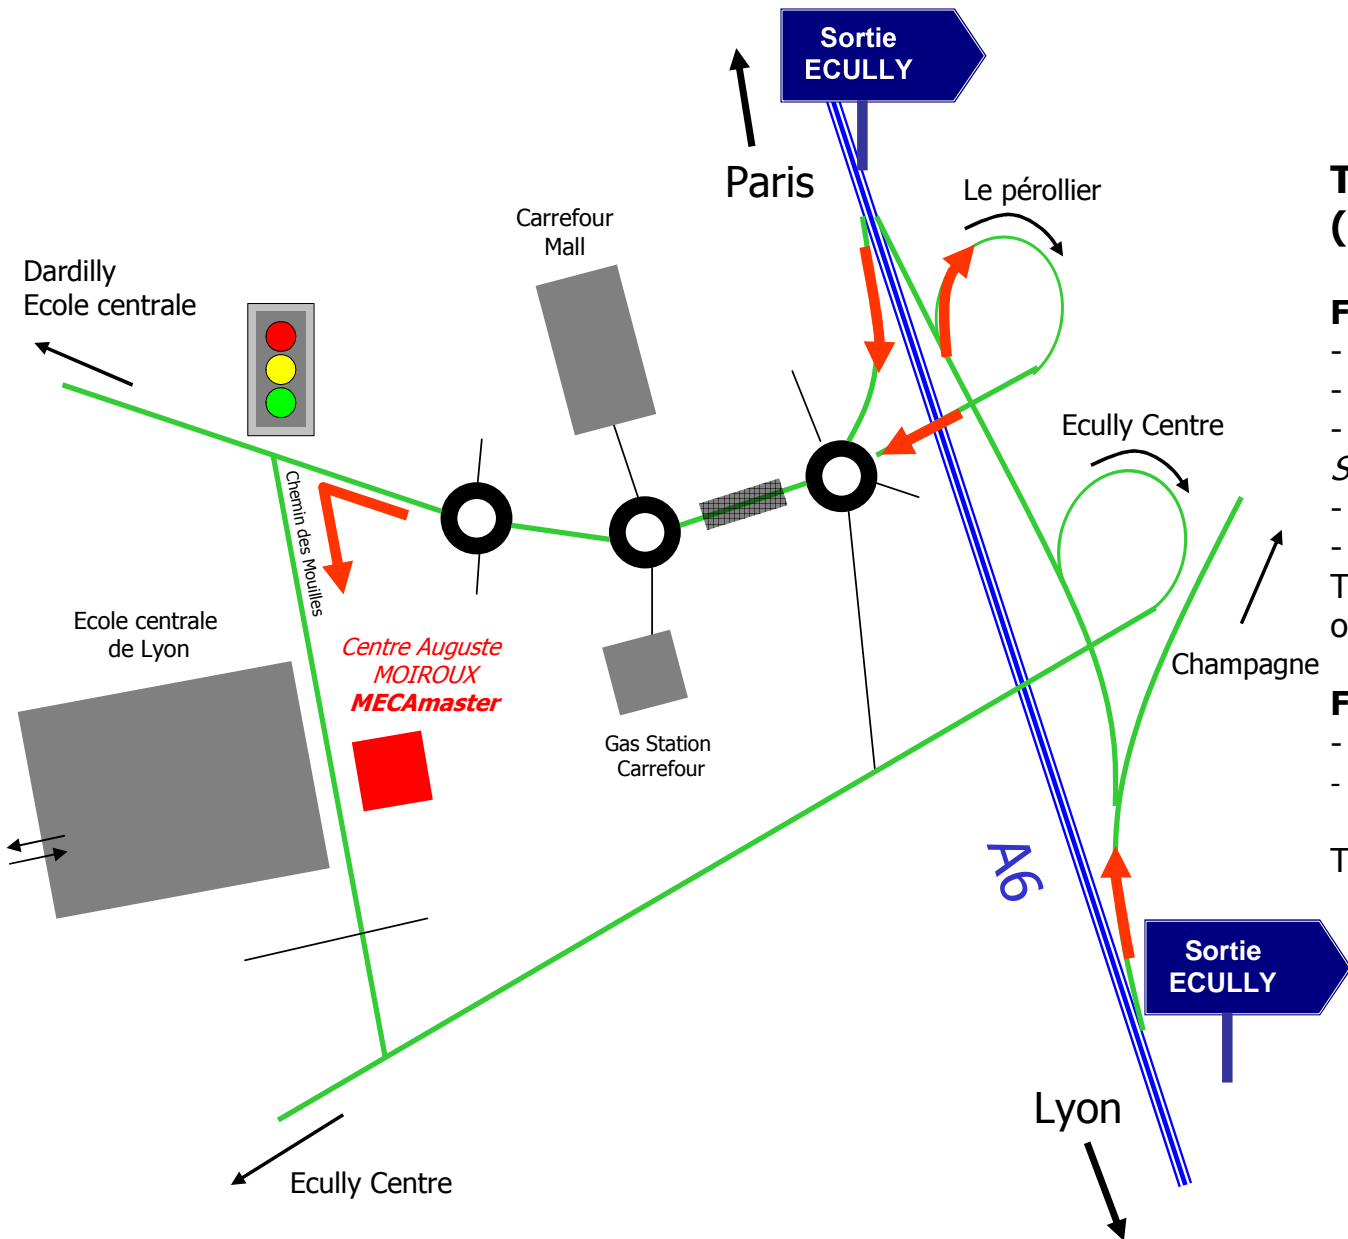 Sortie
ECULLY
Paris
Le pérollier
Carrefour
Mall
Dardilly
Ecole centrale
Ecully Centre
Chemin des Mouilles
Ecole centrale
de Lyon
Centre Auguste
MOIROUX
MECAmaster
Champagne
Gas Station
Carrefour
A6
Sortie
ECULLY
Lyon
Ecully Centre
T
(
F
-
-
-
S
-
-
T
o
F
-
-
T